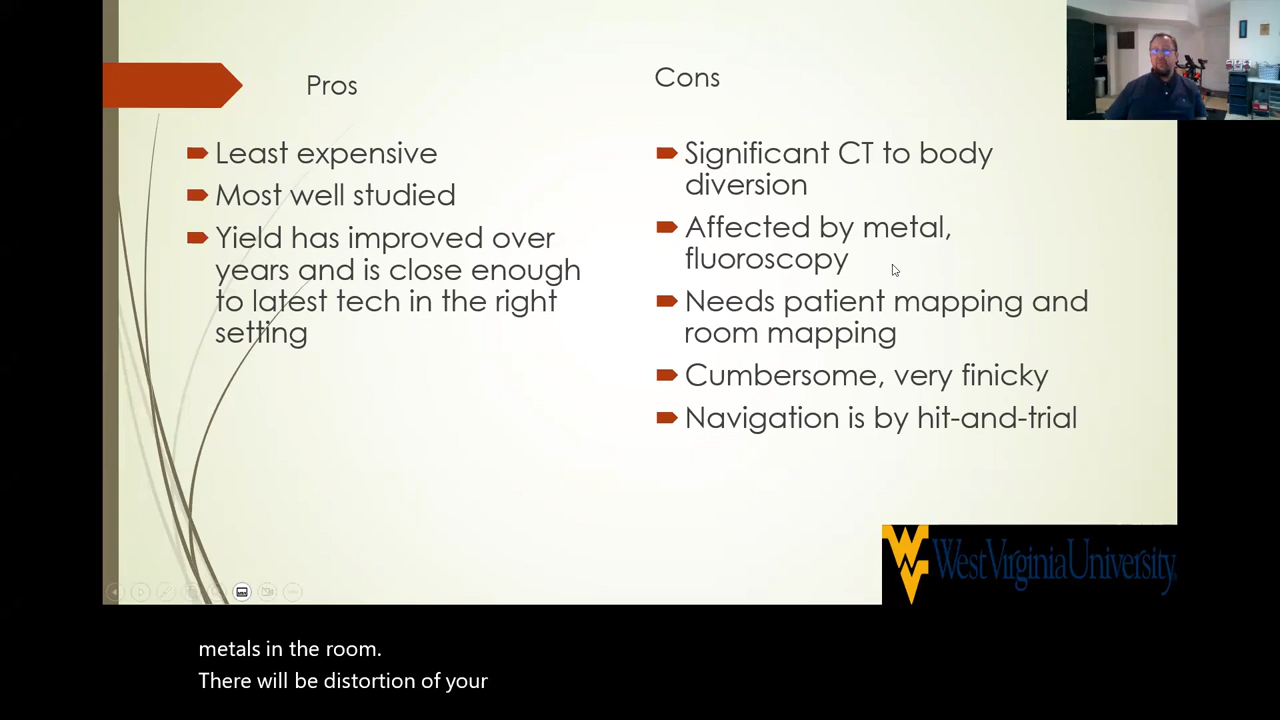 Pros
Least expensive
Most well studied
Yield has improved over
years and is close enough
to latest tech in the right
setting
Cons
Significant CT to body
diversion
Affected by metal,
fluoroscopy
Needs patient mapping and
room mapping
Cumbersome, very finicky
Navigation is by hit-and-trial
WestVirginiaUniversity
metals in the room.
There will be distortion of your